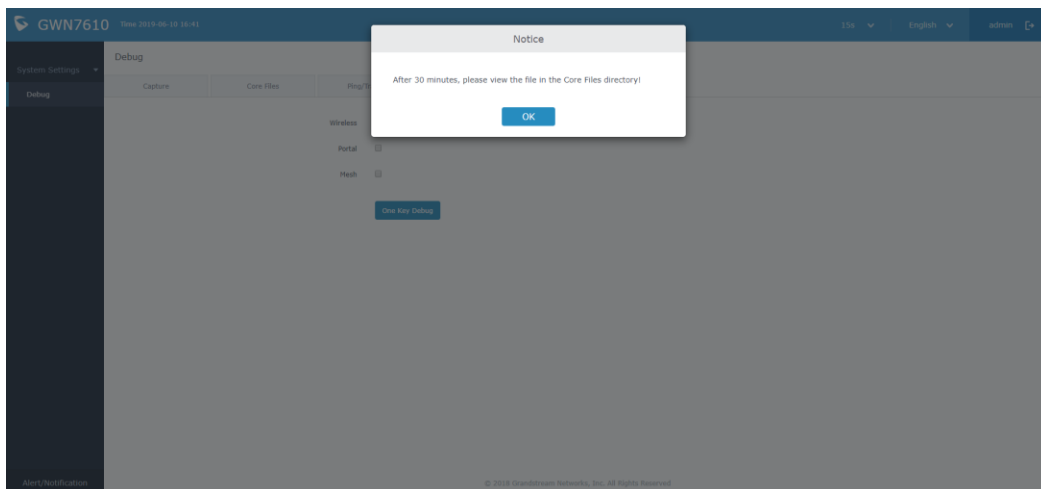 GWN7610 Time 2019-06-10 16:41
15s English admin
Notice
After 30 minutes, please view the file in the Core Files directory!
OK
System Settings
Debug
Debug
Capture Core Files
Wireless
Portal
Mesh
One Key Debug
Alert/Notification
© 2018 Grandstream Networks, Inc. All Rights Reserved